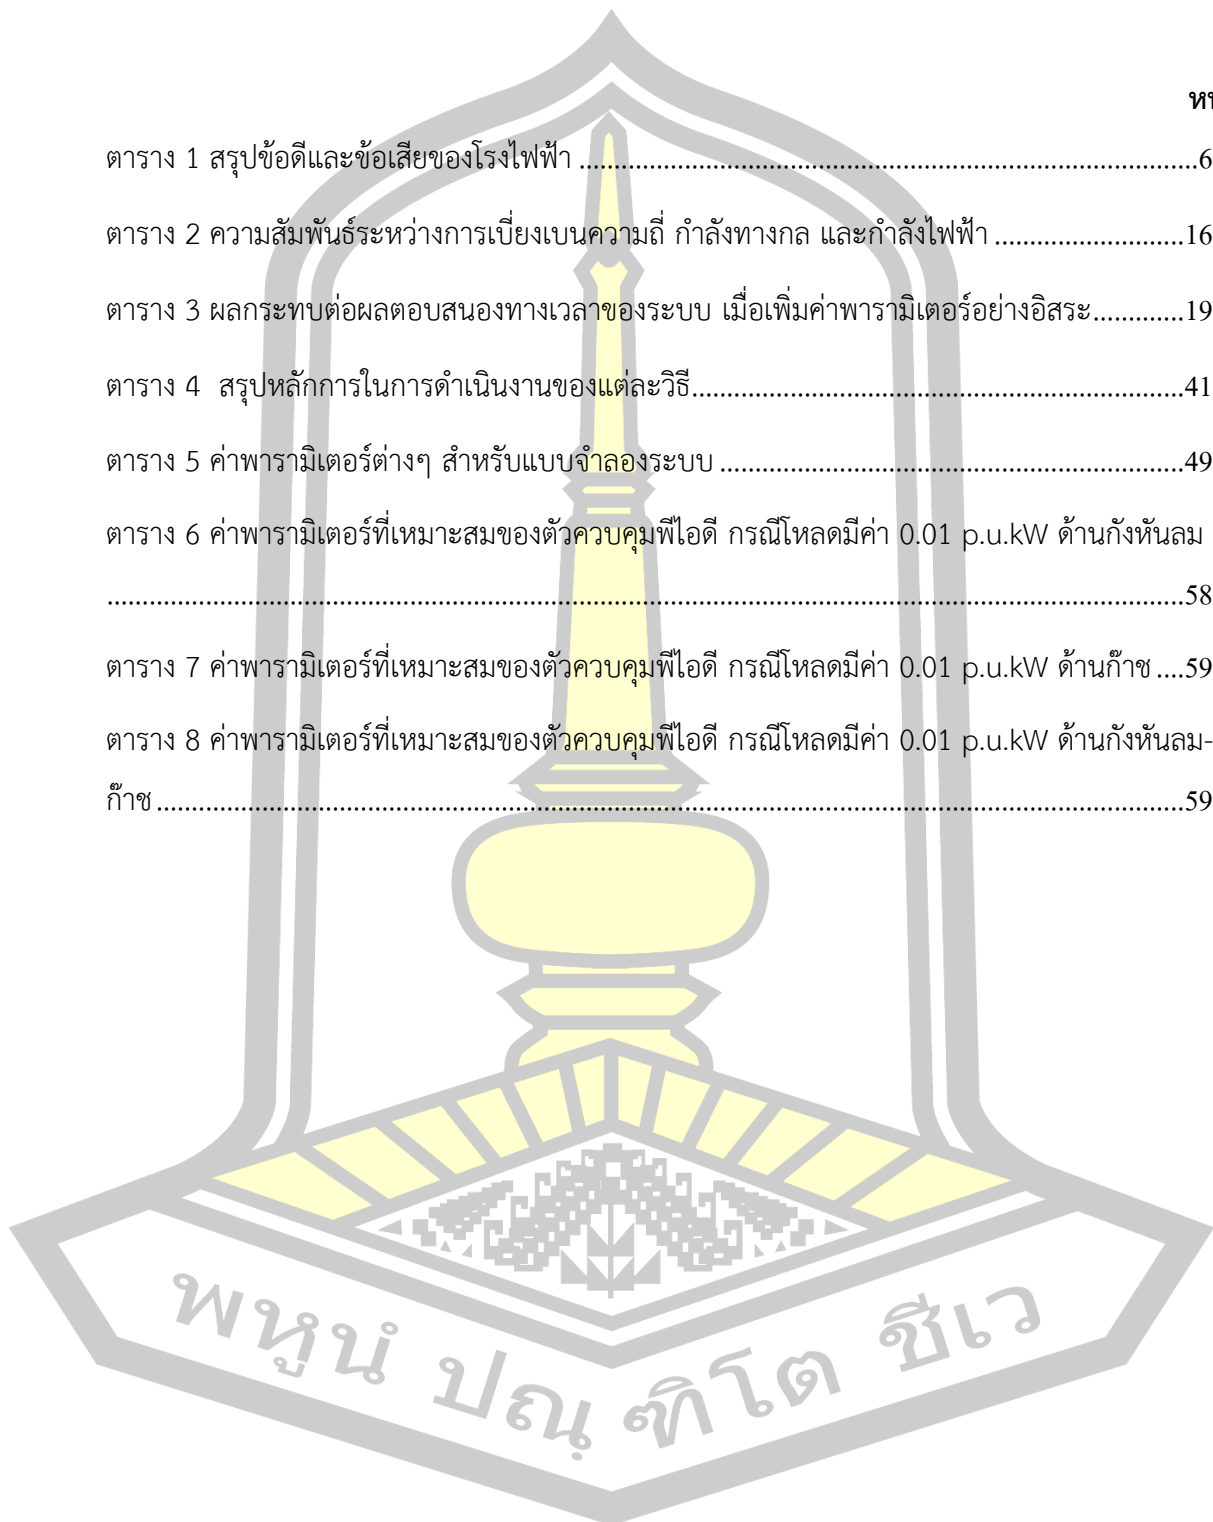 ตาราง 1 สรุปข้อดีและข้อเสียของโรงไฟฟ้า ....................................................................................6
ตาราง 2 ความสัมพันธ์ระหว่างการเบี่ยงเบนความถี่ กำลังทางกล และกำลังไฟฟ้า ..........................16
ตาราง 3 ผลกระทบต่อผลตอบสนองทางเวลาของระบบ เมื่อเพิ่มค่าพารามิเตอร์อย่างอิสระ.............19
ตาราง 4 สรุปหลักการในการดำเนินงานของแต่ละวิธี....................................................................41
ตาราง 5 ค่าพารามิเตอร์ต่างๆ สำหรับแบบจำลองระบบ ................................................................49
ตาราง 6 ค่าพารามิเตอร์ที่เหมาะสมของตัวควบคุมพีไอดี กรณีโหลดมีค่า 0.01 p.u.kW ด้านกังหันลม
..............................................................................................................................................58
ตาราง 7 ค่าพารามิเตอร์ที่เหมาะสมของตัวควบคุมพีไอดี กรณีโหลดมีค่า 0.01 p.u.kW ด้านก๊าซ ....59
ตาราง 8 ค่าพารามิเตอร์ที่เหมาะสมของตัวควบคุมพีไอดี กรณีโหลดมีค่า 0.01 p.u.kW ด้านกังหันลม-
ก๊าซ ........................................................................................................................................59
พหูนํ ปณฺ ฑิโต ชีเว